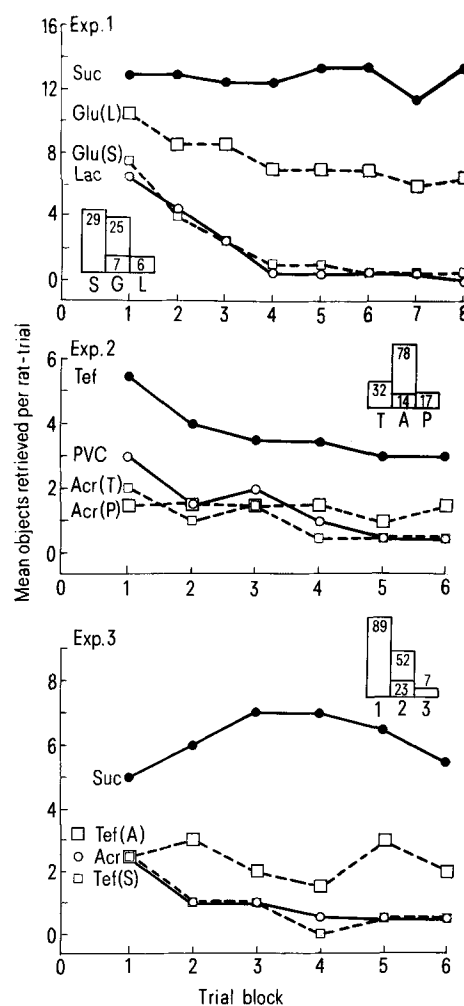 Mean objects retrieved per rat-trial
Exp.1
16
12
8
4
0
Suc
Glu(L)
Glu(S)
Lac
29 25
7 6
S G L
0 1 2 3 4 5 6 7 8
Exp.2
6
4
2
0
Tef
PVC
Acr(T)
Acr(P)
78
32
14 17
T A P
0 1 2 3 4 5 6
Exp.3
8
6
4
2
0
Suc
Tef(A)
Acr
Tef(S)
89
52
23 7
1 2 3
0 1 2 3 4 5 6
Trial block